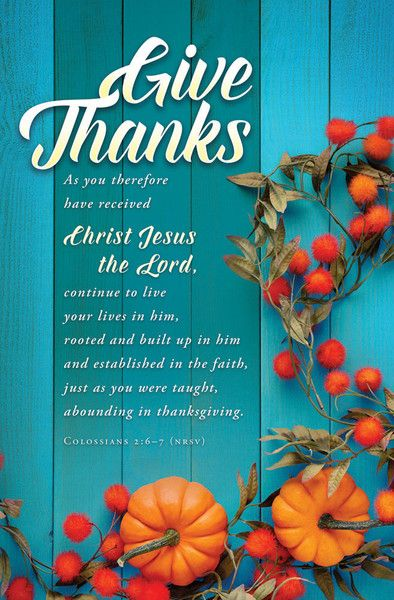 Give
Thanks
As you therefore
have received
Christ Jesus
the Lord,
continue to live
your lives in him,
rooted and built up in him
and established in the faith,
just as you were taught,
abounding in thanksgiving.
Colossians 2:6–7 (NRSV)